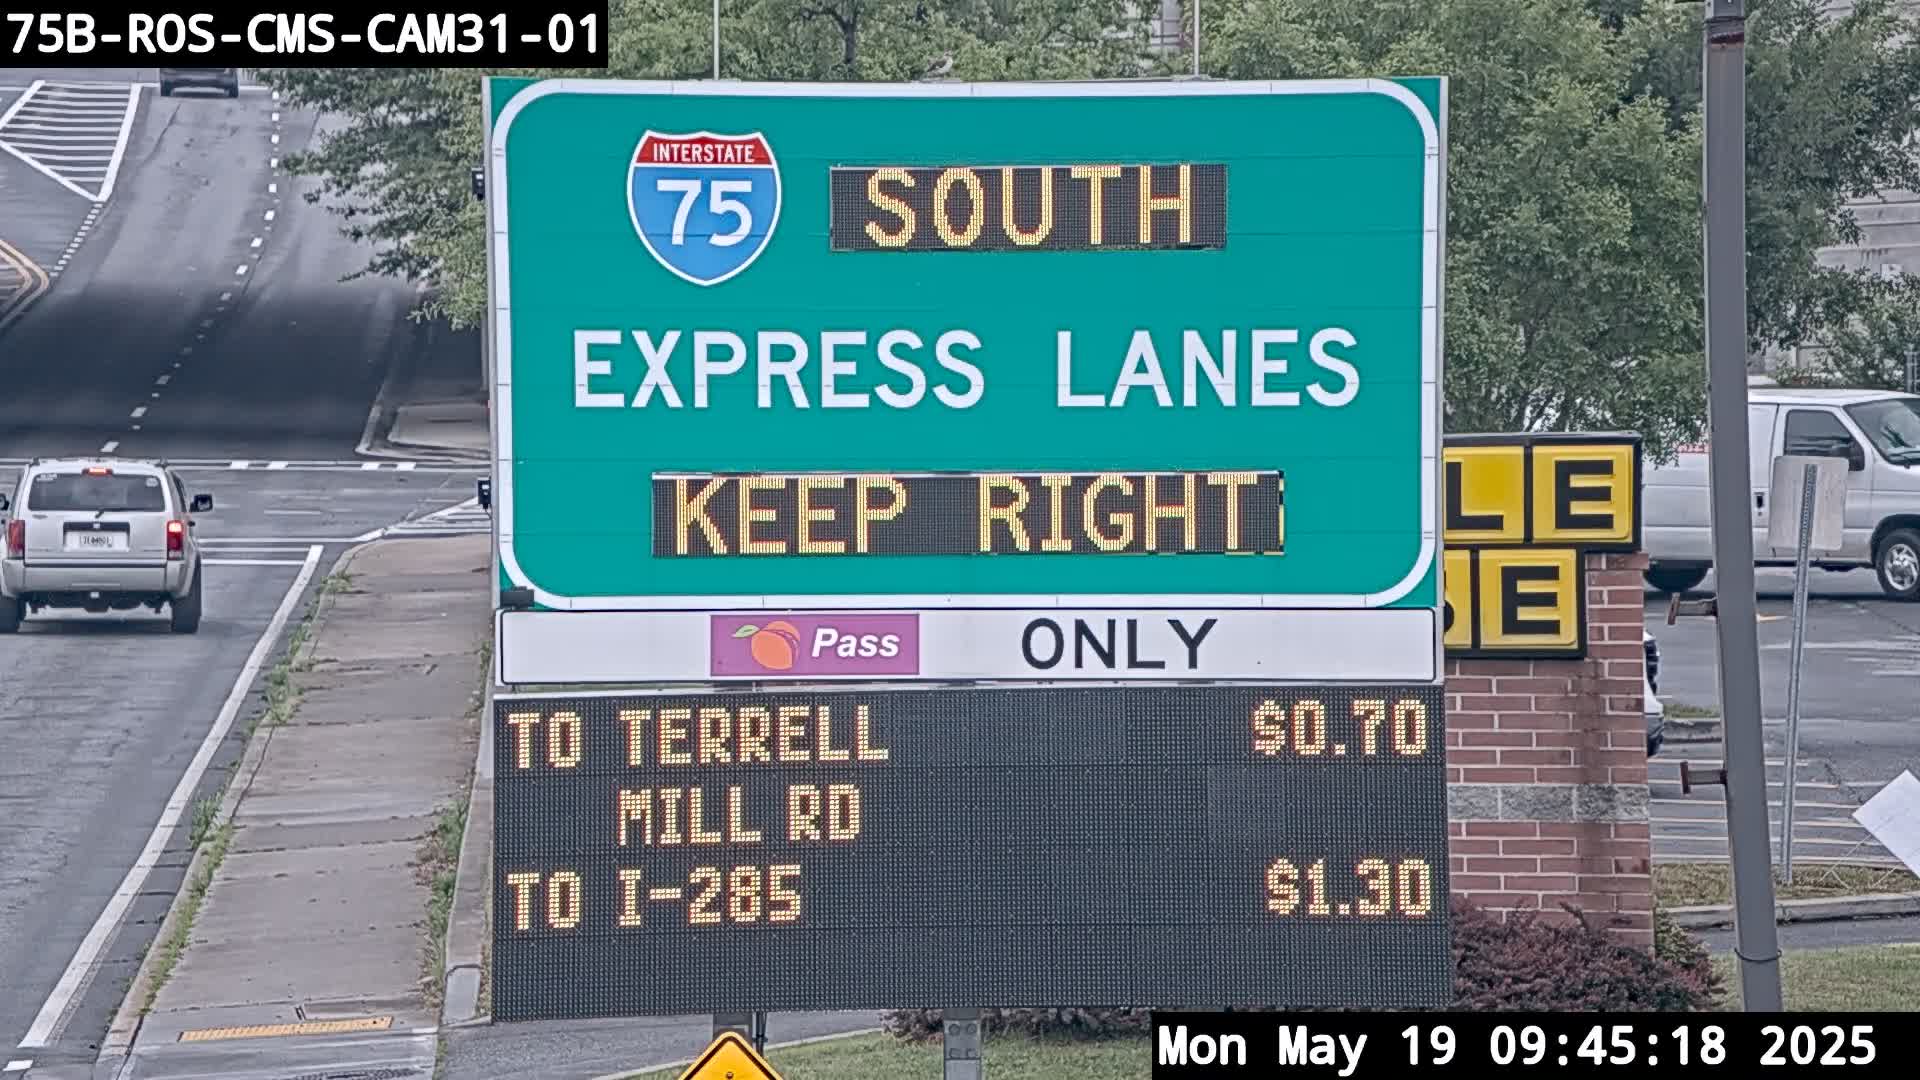 75B-ROS-CMS-CAM31-01
INTERSTATE
75
SOUTH
EXPRESS LANES
KEEP RIGHT
Pass ONLY
TO TERRELL $0.70
MILL RD
TO I-285 $1.30
LE
E
Mon May 19 09:45:18 2025